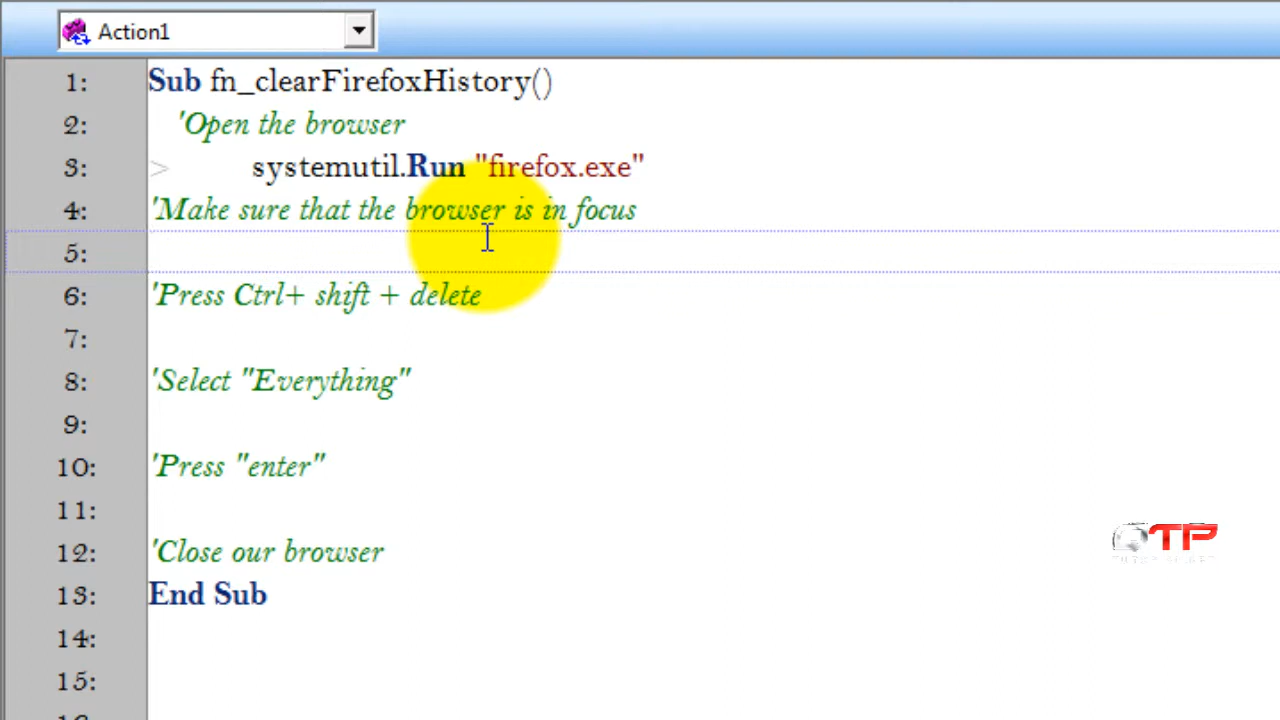 Action1
1: Sub fn_clearFirefoxHistory()
2: 'Open the browser
3: > systemutil.Run "firefox.exe"
4: 'Make sure that the browser is in focus
5:
6: 'Press Ctrl+ shift + delete
7:
8: 'Select "Everything"
9:
10: 'Press "enter"
11:
12: 'Close our browser
13: End Sub
14:
15:
QTP